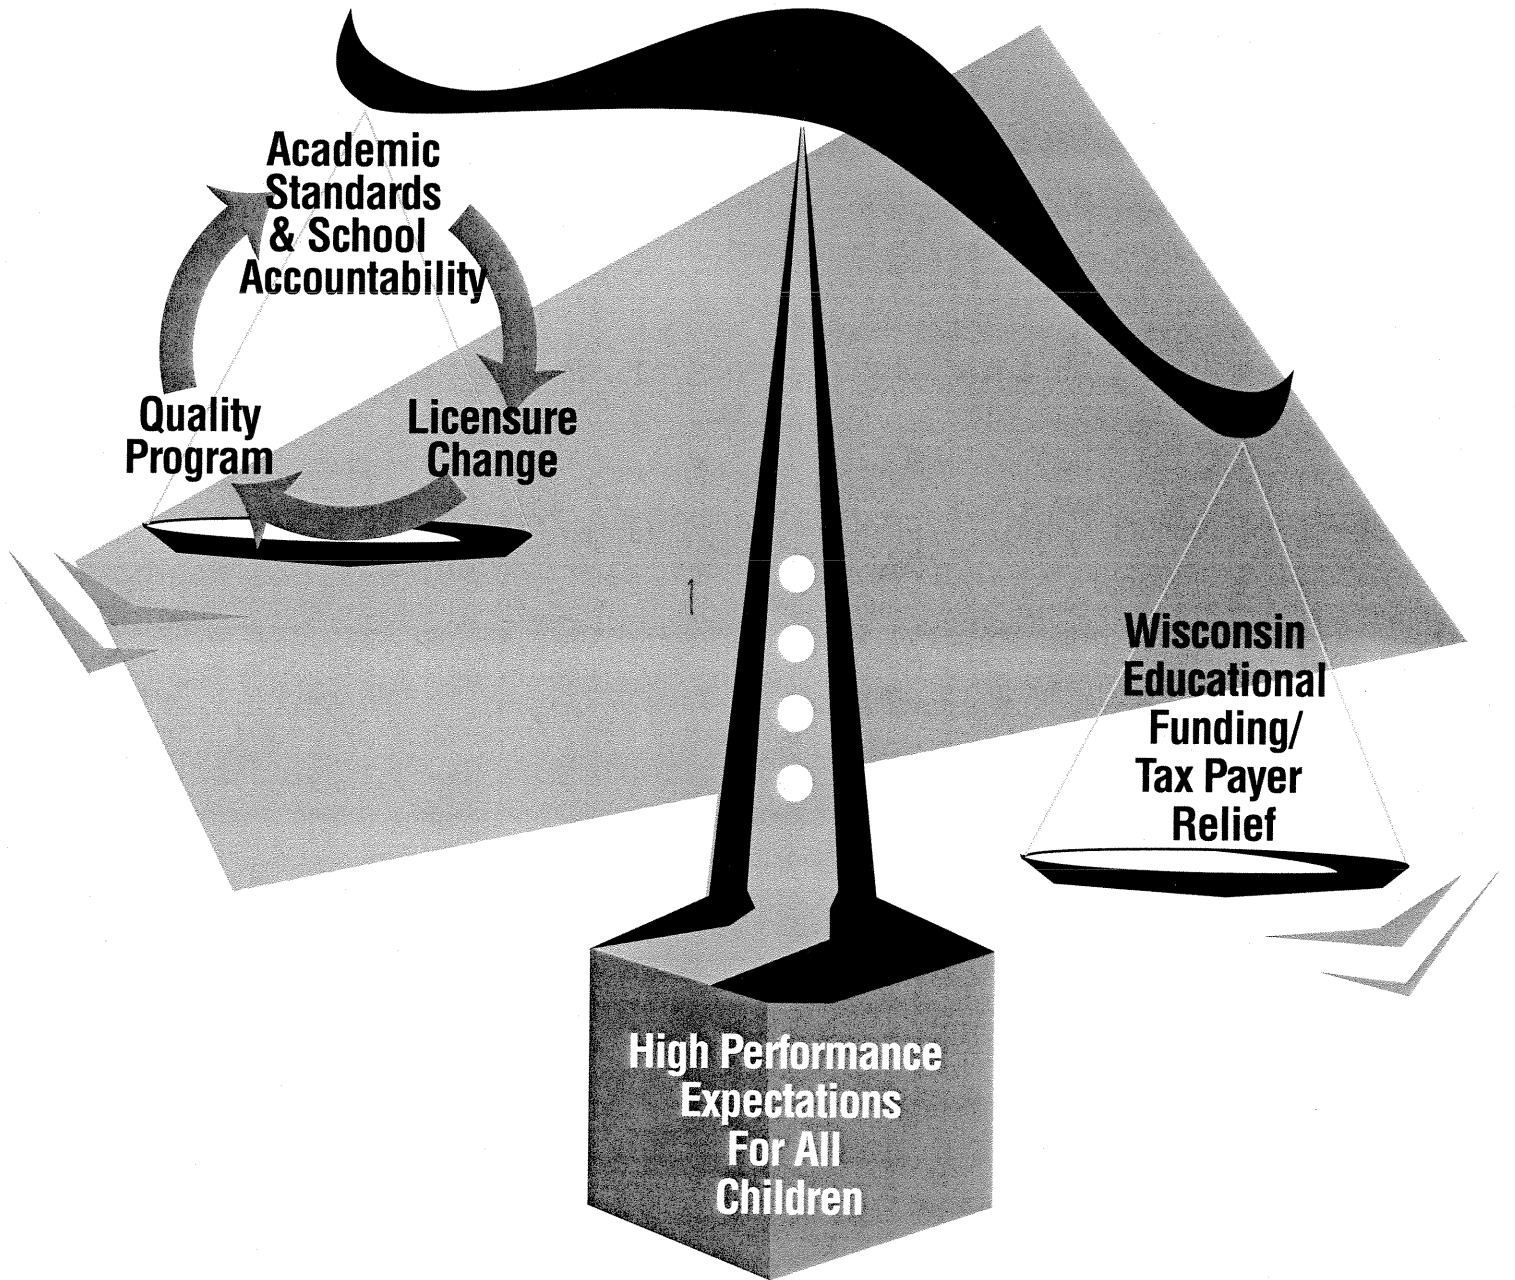 Academic
Standards
& School
Accountability
Quality
Program
Licensure
Change
Wisconsin
Educational
Funding/
Tax Payer
Relief
High Performance
Expectations
For All
Children